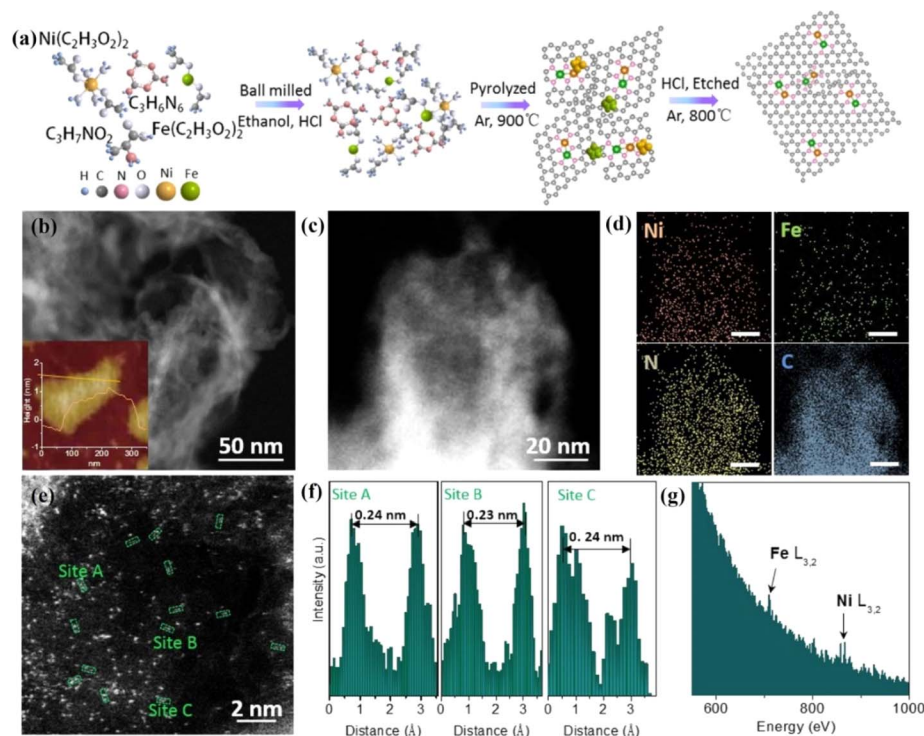 (a) Ni(C₂H₃O₂)₂
C₃H₆N₆
C₃H₇NO₂ Fe(C₂H₃O₂)₂
H C N O Ni Fe
Ball milled
Ethanol, HCl
Pyrolyzed
Ar, 900℃
HCl, Etched
Ar, 800℃
(b)
Height (nm)
2
1
0
-1
0 100 200 300
nm
50 nm
(c)
20 nm
(d)
Ni
Fe
N
C
(e)
Site A
Site B
Site C
2 nm
(f)
Site A
0.24 nm
Site B
0.23 nm
Site C
0. 24 nm
Intensity (a.u.)
0 1 2 3
0 1 2 3
0 1 2 3
Distance (Å)
Distance (Å)
Distance (Å)
(g)
Fe L₃,₂
Ni L₃,₂
600 800 1000
Energy (eV)